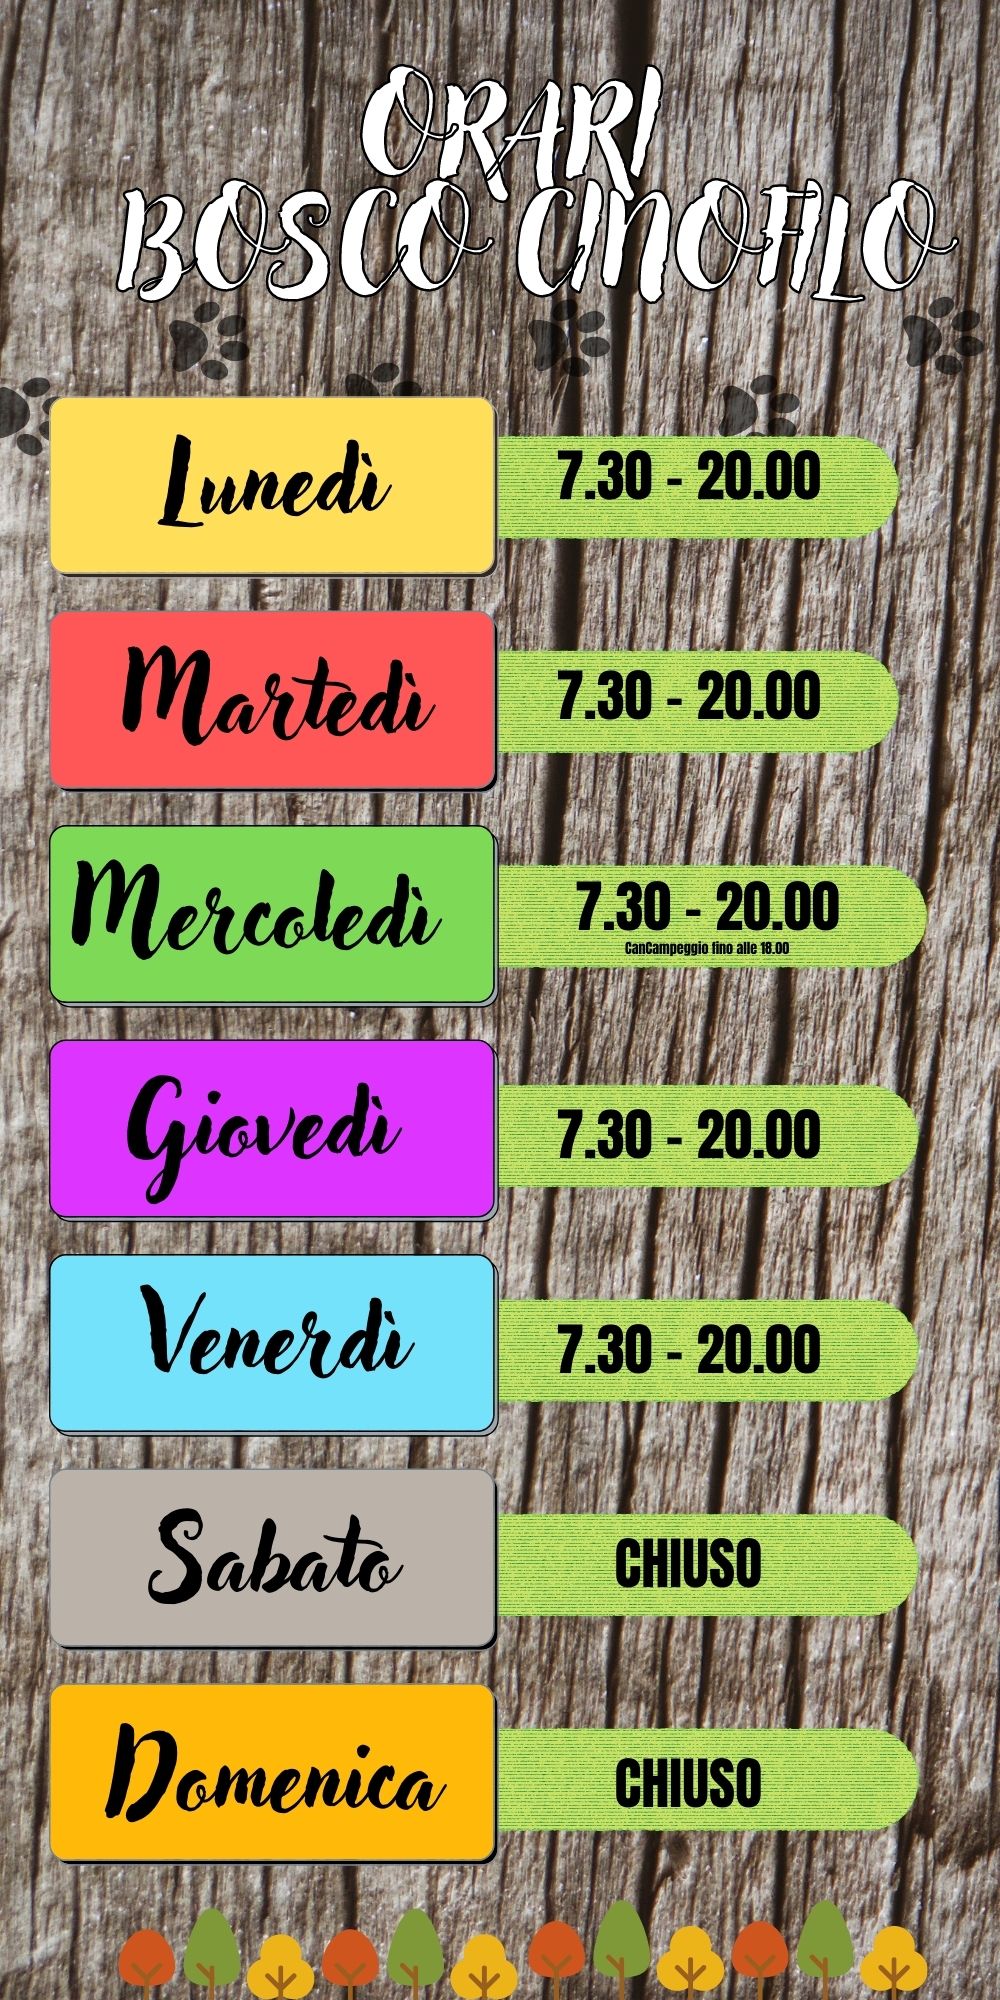 ORARI
BOSCO CINOFILO
Lunedì
7.30 - 20.00
Martedì
7.30 - 20.00
Mercoledì
7.30 - 20.00
CanCampeggio fino alle 18.00
Giovedì
7.30 - 20.00
Venerdì
7.30 - 20.00
Sabato
CHIUSO
Domenica
CHIUSO